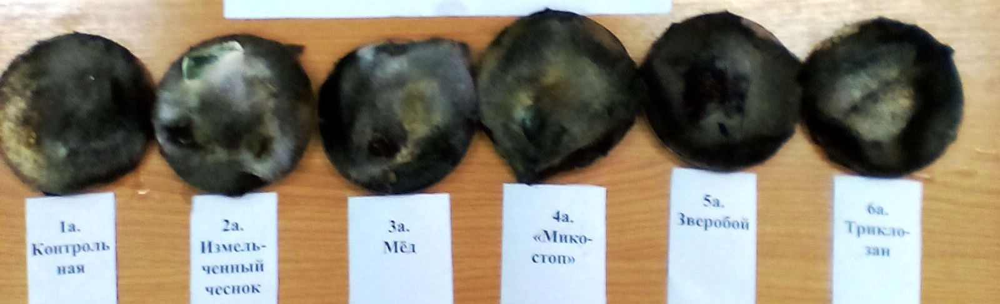 1а.
Контроль
ная
2а.
Измель-
ченный
чеснок
3а.
Мёд
4а.
«Мико-
стоп»
5а.
Зверобой
6а.
Трикло-
зан